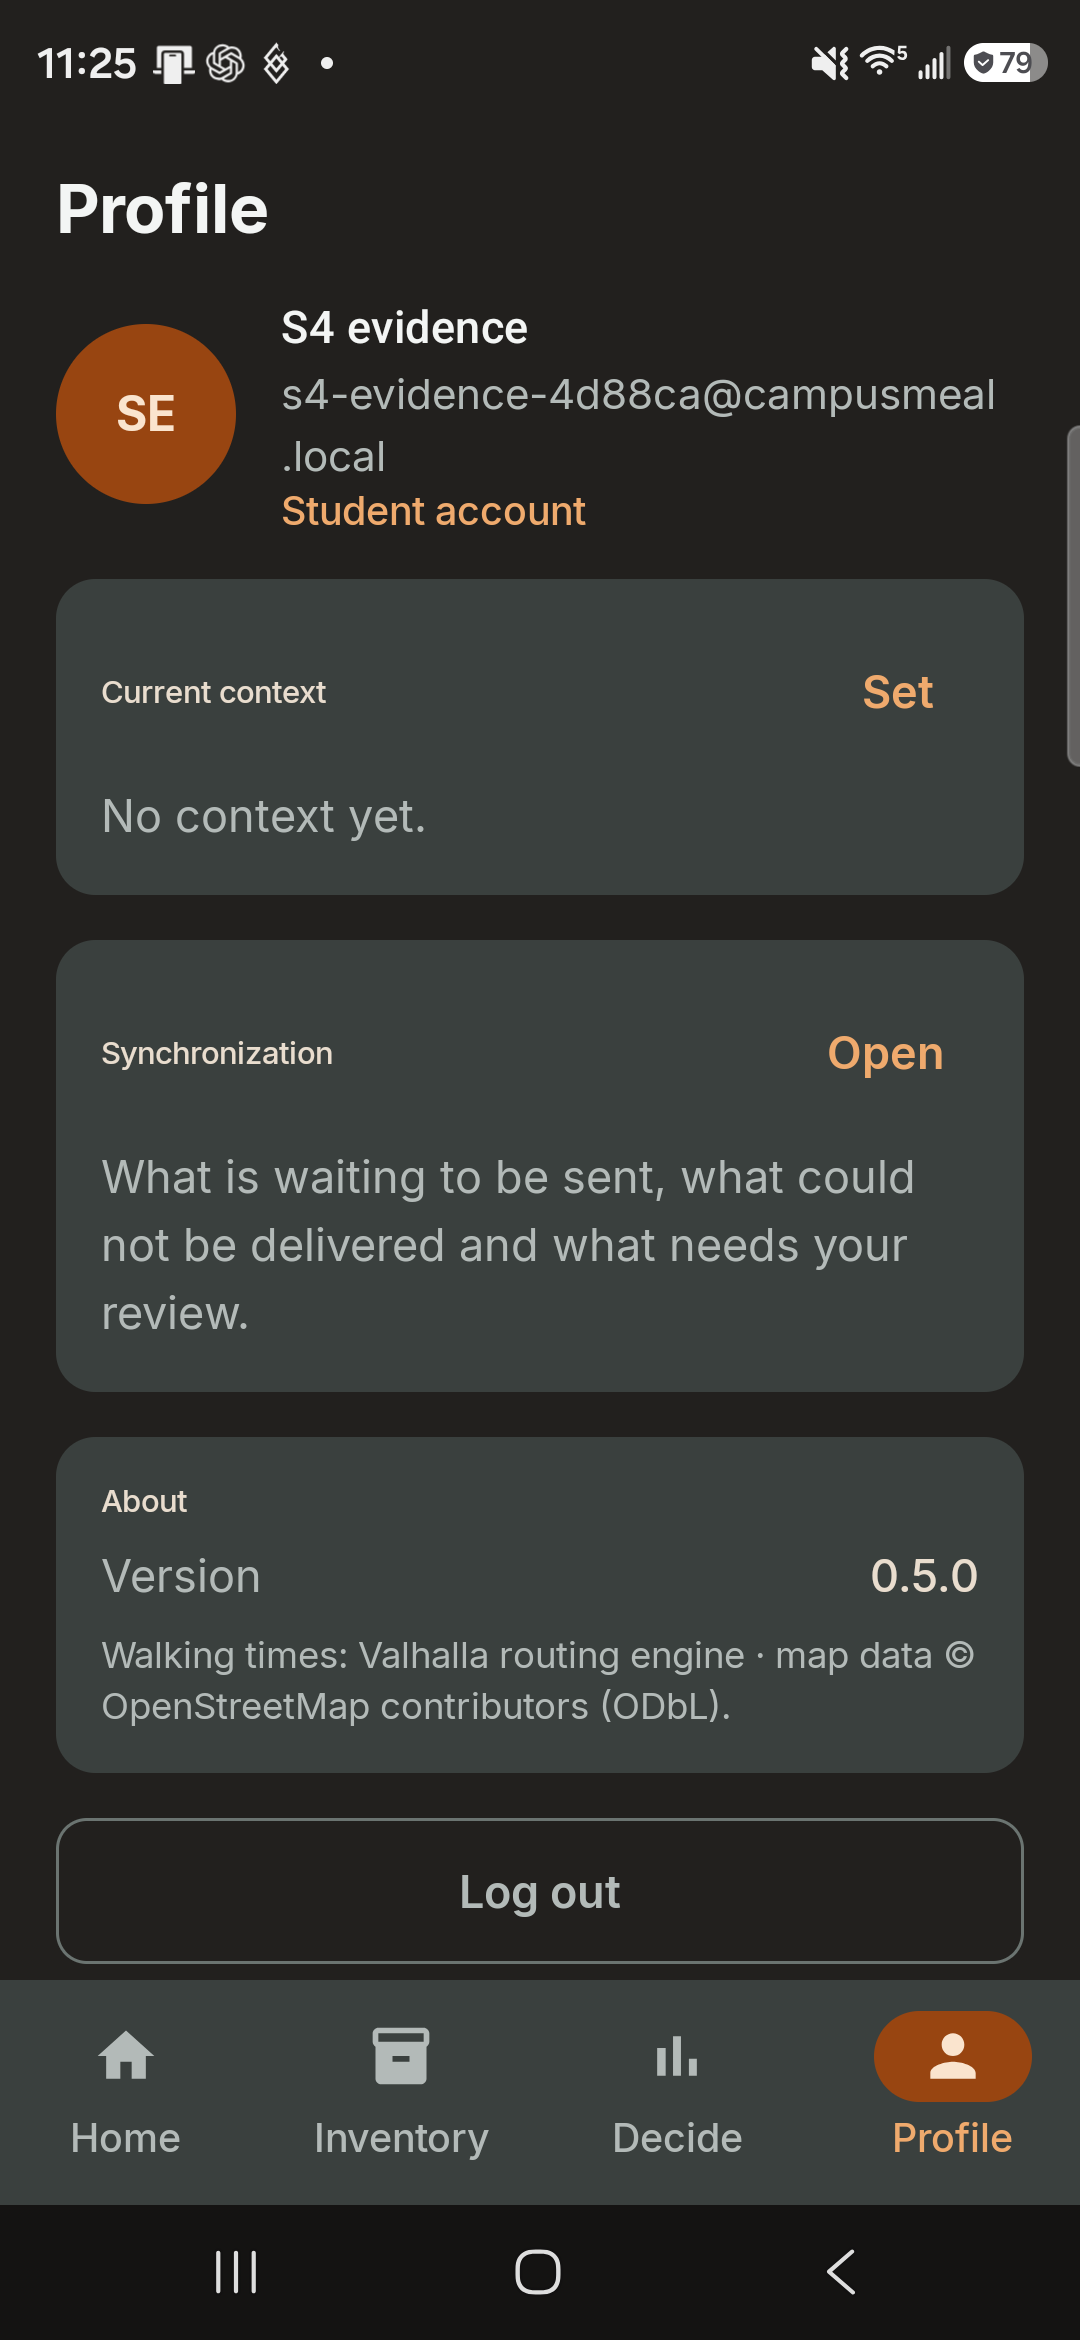 11:25
5
79
Profile
SE
S4 evidence
s4-evidence-4d88ca@campusmeal
.local
Student account
Current context
Set
No context yet.
Synchronization
Open
What is waiting to be sent, what could
not be delivered and what needs your
review.
About
Version
0.5.0
Walking times: Valhalla routing engine · map data ©
OpenStreetMap contributors (ODbL).
Log out
Home
Inventory
Decide
Profile